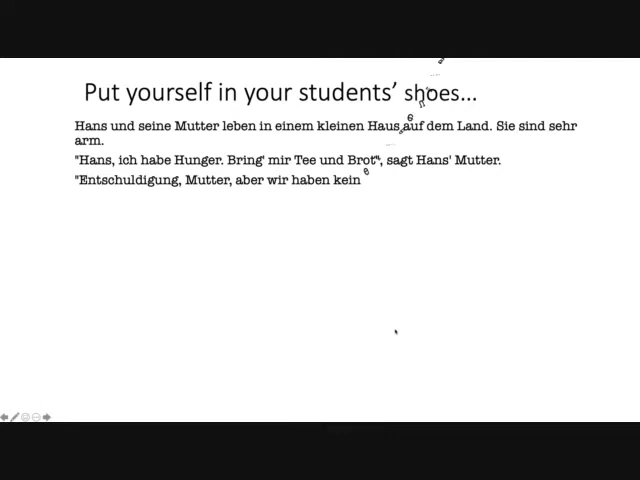 Put yourself in your students’ shoes…
Hans und seine Mutter leben in einem kleinen Haus auf dem Land. Sie sind sehr
arm.
"Hans, ich habe Hunger. Bring' mir Tee und Brot", sagt Hans' Mutter.
"Entschuldigung, Mutter, aber wir haben kein